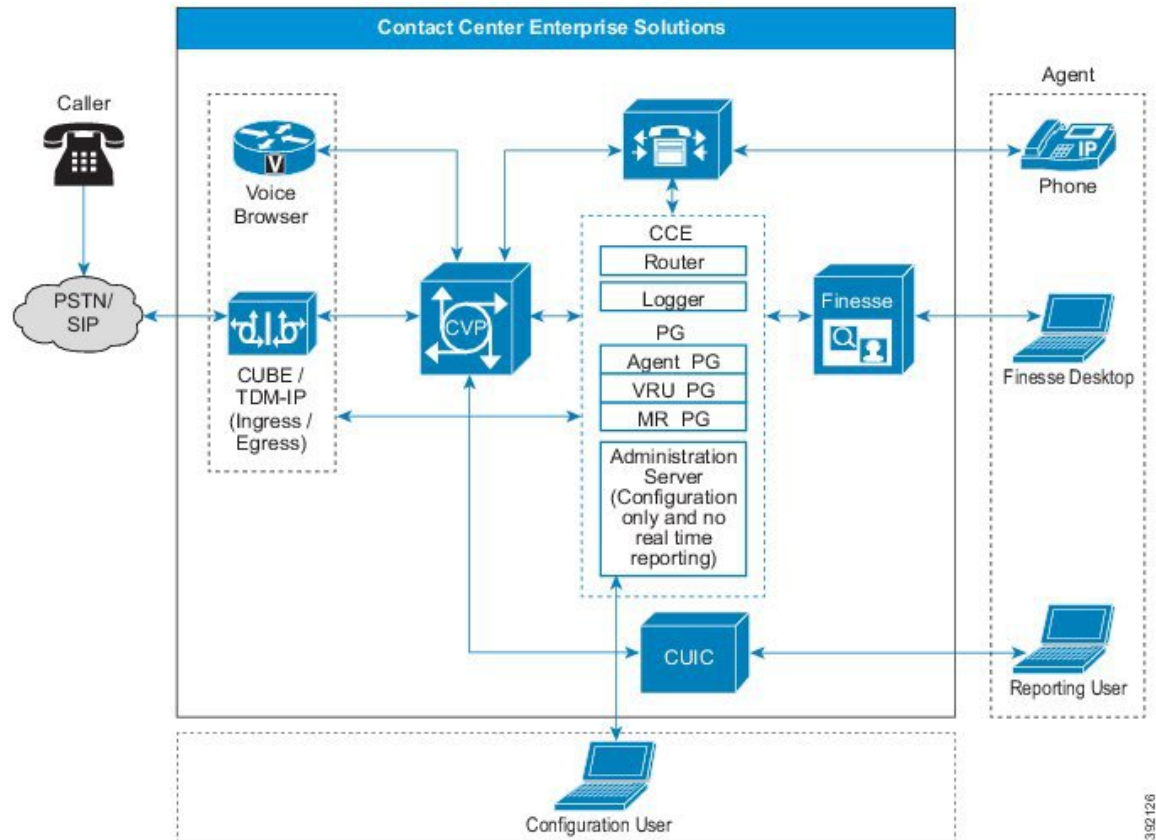 Contact Center Enterprise Solutions
Caller
PSTN/
SIP
V
Voice
Browser
CUBE /
TDM-IP
(Ingress /
Egress)
CVP
CCE
Router
Logger
PG
Agent PG
VRU PG
MR PG
Administration
Server
(Configuration
only and no
real time
reporting)
Finesse
CUIC
Agent
IP
Phone
Finesse Desktop
Reporting User
Configuration User
392126